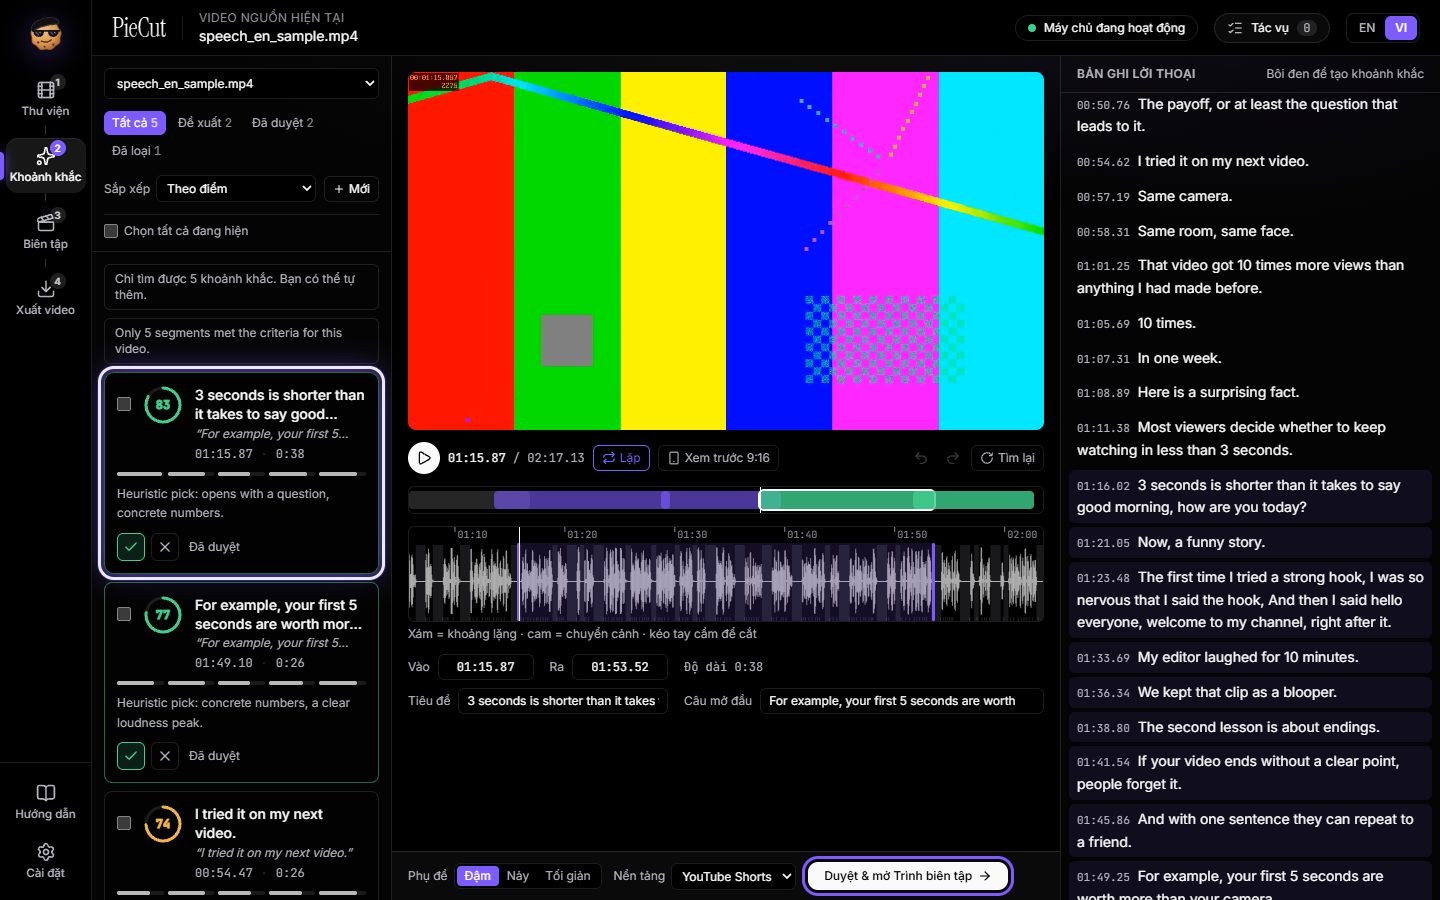 PieCut
VIDEO NGUỒN HIỆN TẠI
speech_en_sample.mp4
Máy chủ đang hoạt động
Tác vụ 0
EN VI
1
Thư viện
2
Khoảnh khắc
3
Biên tập
4
Xuất video
Hướng dẫn
Cài đặt
speech_en_sample.mp4
Tất cả 5 Đề xuất 2 Đã duyệt 2
Đã loại 1
Sắp xếp Theo điểm + Mới
Chọn tất cả đang hiện
Chỉ tìm được 5 khoảnh khắc. Bạn có thể tự
thêm.
Only 5 segments met the criteria for this
video.
83
3 seconds is shorter than
it takes to say good...
“For example, your first 5...
01:15.87 · 0:38
Heuristic pick: opens with a question,
concrete numbers.
Đã duyệt
77
For example, your first 5
seconds are worth mor...
“For example, your first 5...
01:49.10 · 0:26
Heuristic pick: concrete numbers, a clear
loudness peak.
Đã duyệt
74
I tried it on my next
video.
“I tried it on my next video.”
00:54.47 · 0:26
00:01:15.867
2276
01:15.87 / 02:17.13 Lặp Xem trước 9:16 Tìm lại
01:10 01:20 01:30 01:40 01:50 02:00
Xám = khoảng lặng · cam = chuyển cảnh · kéo tay cầm để cắt
Vào 01:15.87 Ra 01:53.52 Độ dài 0:38
Tiêu đề 3 seconds is shorter than it takes Câu mở đầu For example, your first 5 seconds are worth
Phụ đề Đậm Nảy Tối giản Nền tảng YouTube Shorts Duyệt & mở Trình biên tập →
BẢN GHI LỜI THOẠI Bôi đen để tạo khoảnh khắc
00:50.76 The payoff, or at least the question that
leads to it.
00:54.62 I tried it on my next video.
00:57.19 Same camera.
00:58.31 Same room, same face.
01:01.25 That video got 10 times more views than
anything I had made before.
01:05.69 10 times.
01:07.31 In one week.
01:08.89 Here is a surprising fact.
01:11.38 Most viewers decide whether to keep
watching in less than 3 seconds.
01:16.02 3 seconds is shorter than it takes to say
good morning, how are you today?
01:21.05 Now, a funny story.
01:23.48 The first time I tried a strong hook, I was so
nervous that I said the hook, And then I said hello
everyone, welcome to my channel, right after it.
01:33.69 My editor laughed for 10 minutes.
01:36.34 We kept that clip as a blooper.
01:38.80 The second lesson is about endings.
01:41.54 If your video ends without a clear point,
people forget it.
01:45.86 And with one sentence they can repeat to
a friend.
01:49.25 For example, your first 5 seconds are
worth more than your camera.